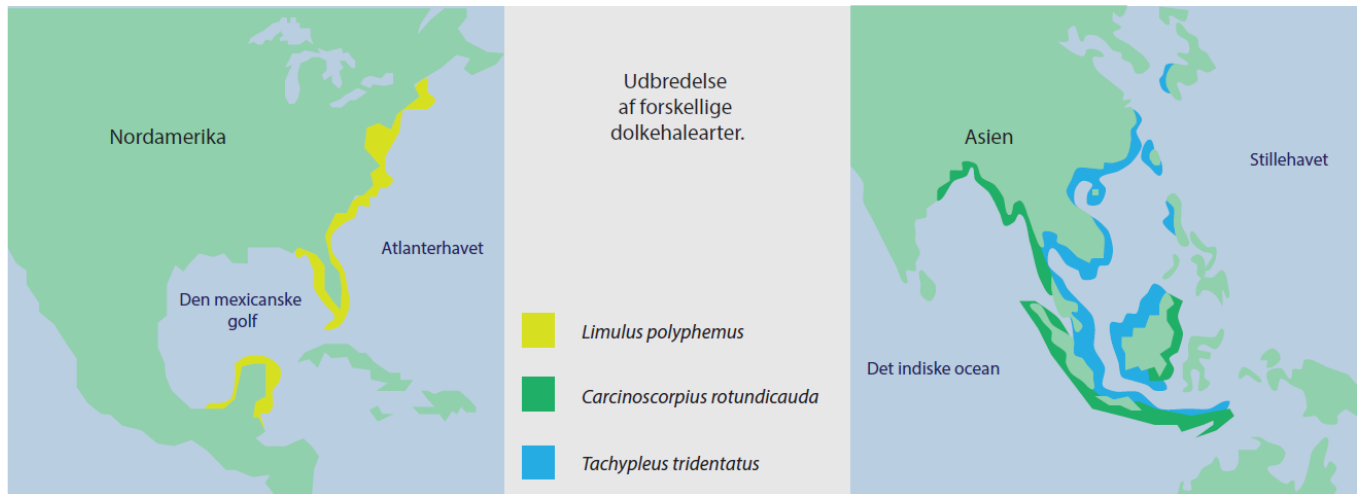 Nordamerika
Atlanterhavet
Den mexicanske
golf
Udbredelse
af forskellige
dolkehalearter.
Limulus polyphemus
Carcinoscorpius rotundicauda
Tachypleus tridentatus
Asien
Stillehavet
Det indiske ocean